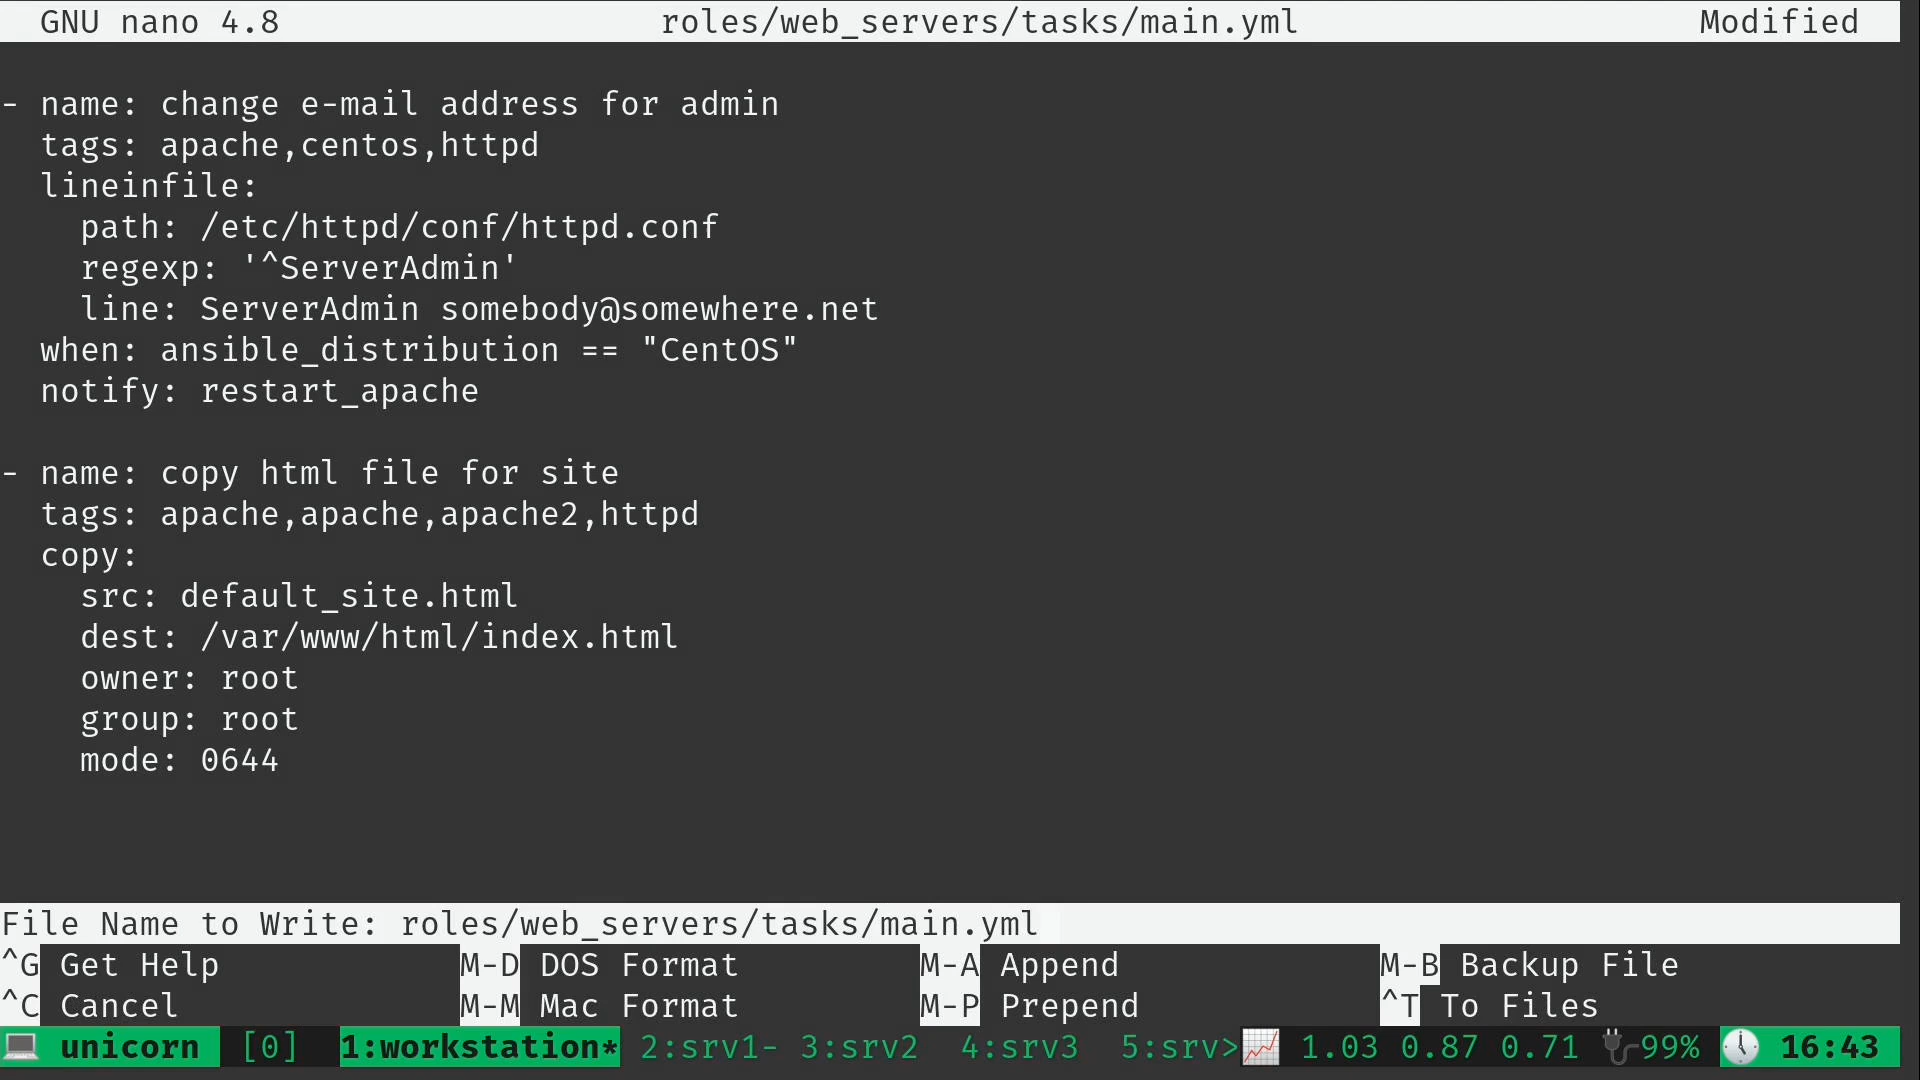 GNU nano 4.8 roles/web_servers/tasks/main.yml Modified
- name: change e-mail address for admin
  tags: apache,centos,httpd
  lineinfile:
    path: /etc/httpd/conf/httpd.conf
    regexp: '^ServerAdmin'
    line: ServerAdmin somebody@somewhere.net
  when: ansible_distribution == "CentOS"
  notify: restart_apache
- name: copy html file for site
  tags: apache,apache,apache2,httpd
  copy:
    src: default_site.html
    dest: /var/www/html/index.html
    owner: root
    group: root
    mode: 0644
File Name to Write: roles/web_servers/tasks/main.yml
^G Get Help M-D DOS Format M-A Append M-B Backup File
^C Cancel M-M Mac Format M-P Prepend ^T To Files
unicorn [0] 1:workstation* 2:srv1- 3:srv2 4:srv3 5:srv> 1.03 0.87 0.71 99% 16:43